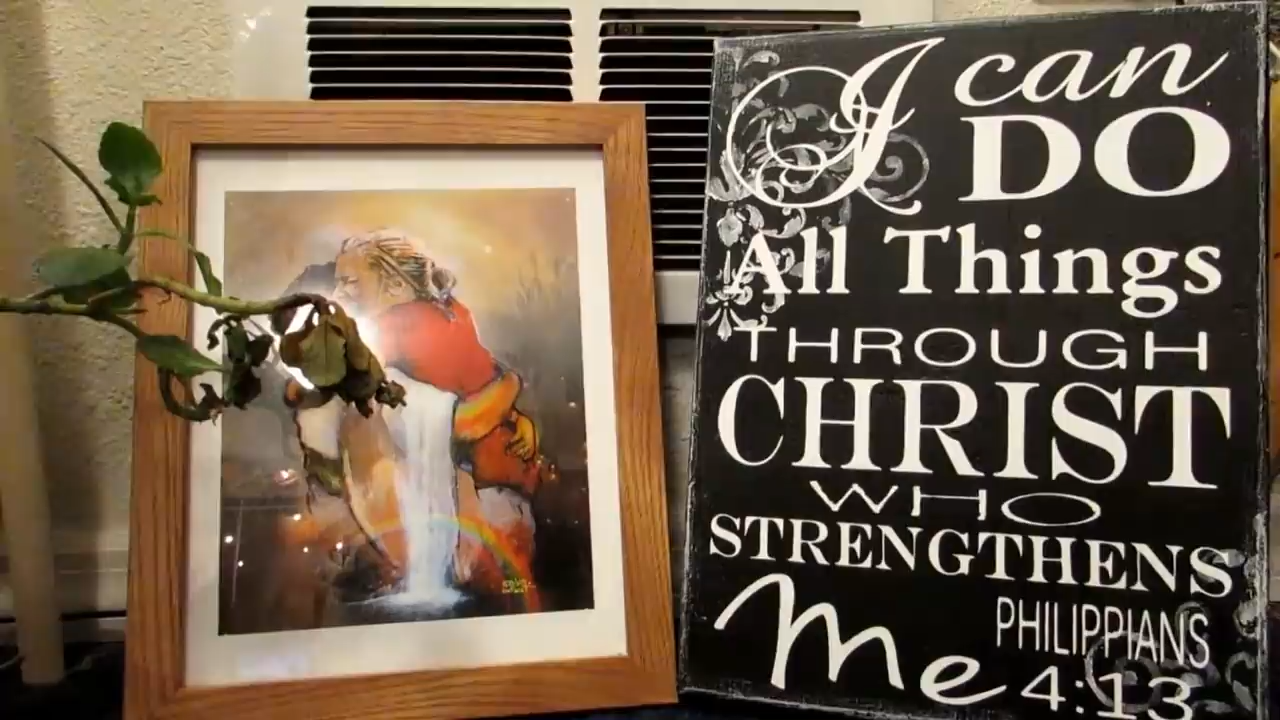 I can
DO
All Things
THROUGH
CHRIST
WHO
STRENGTHENS
Me PHILIPPIANS
4:13